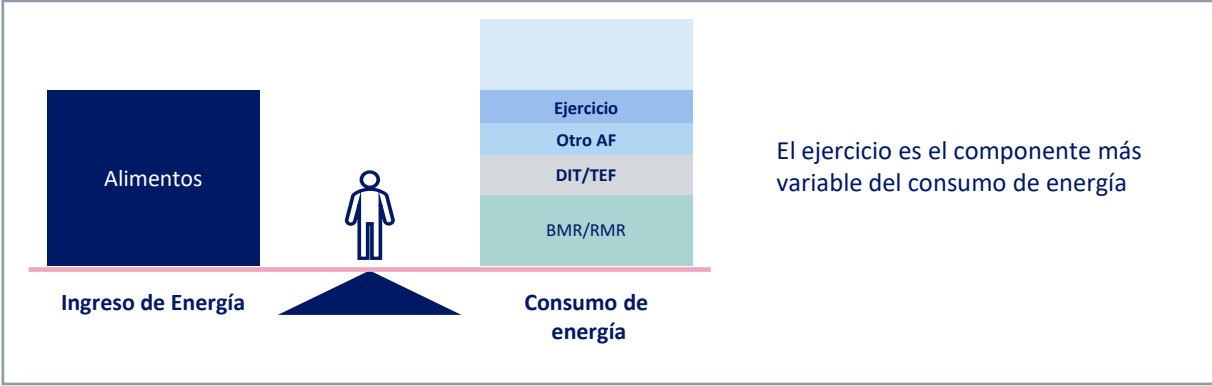 Alimentos
Ingreso de Energía
Ejercicio
Otro AF
DIT/TEF
BMR/RMR
Consumo de
energía
El ejercicio es el componente más
variable del consumo de energía